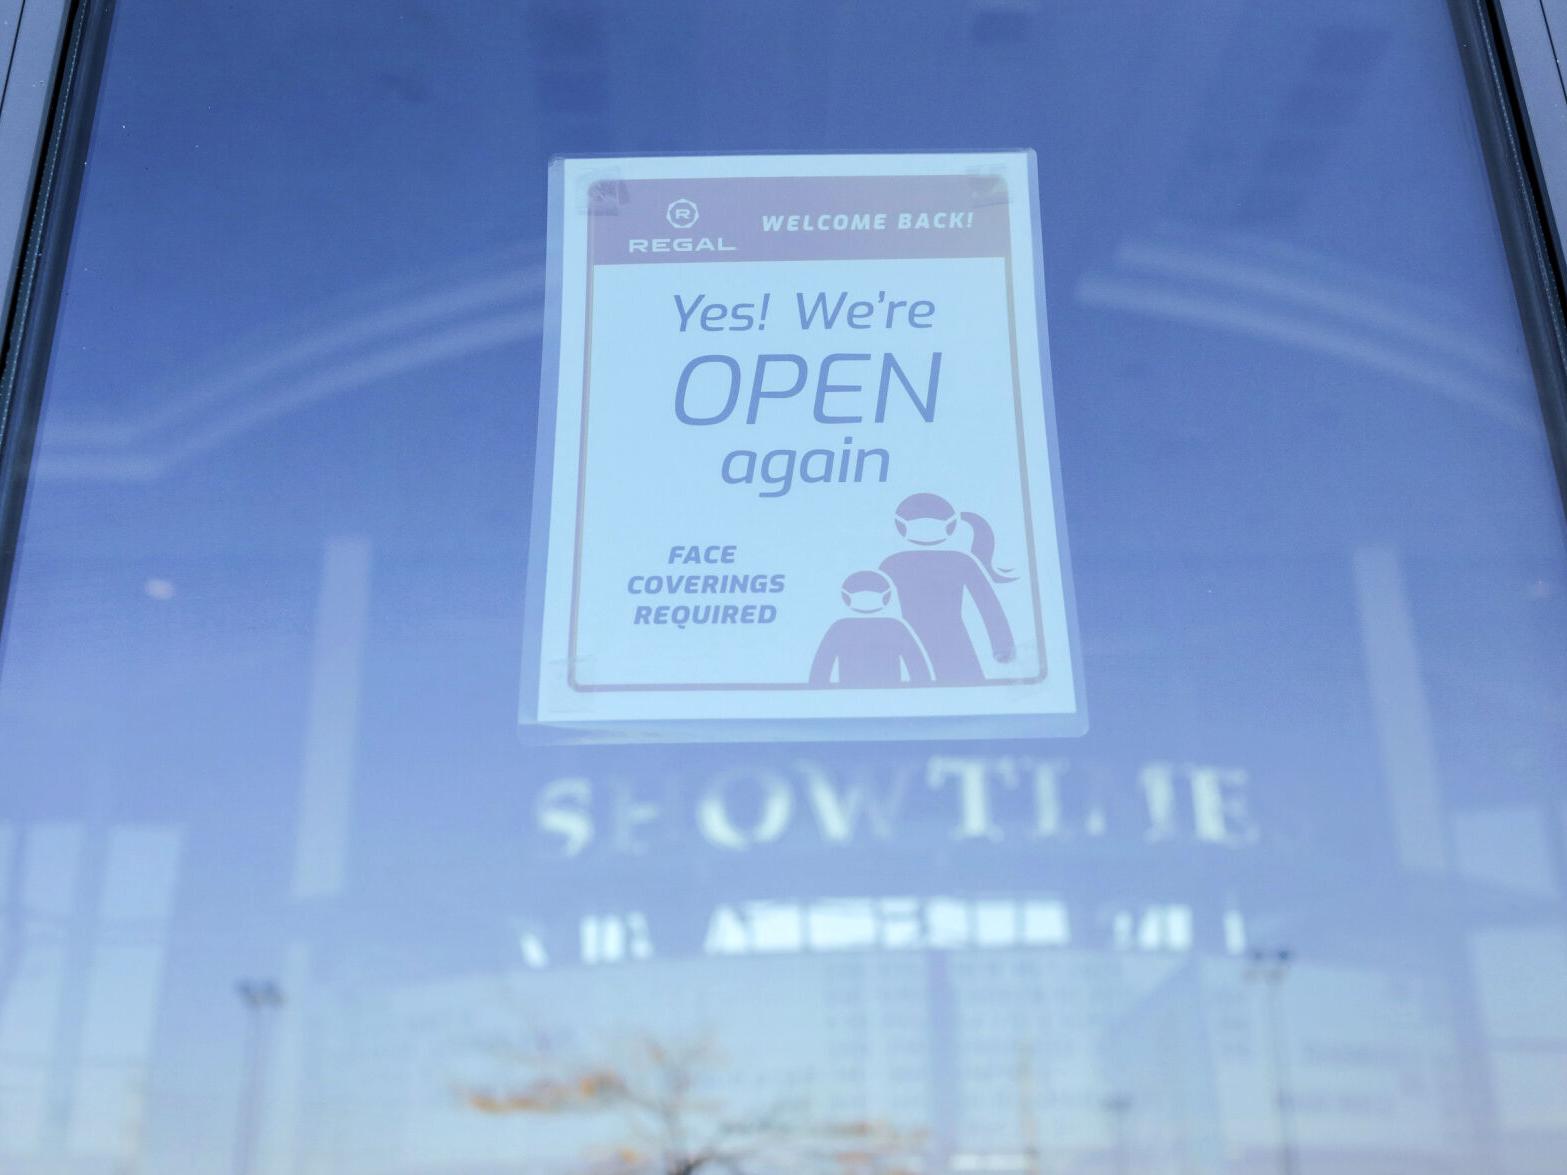 REGAL
WELCOME BACK!
Yes! We're
OPEN
again
FACE
COVERINGS
REQUIRED
SHOWTIME